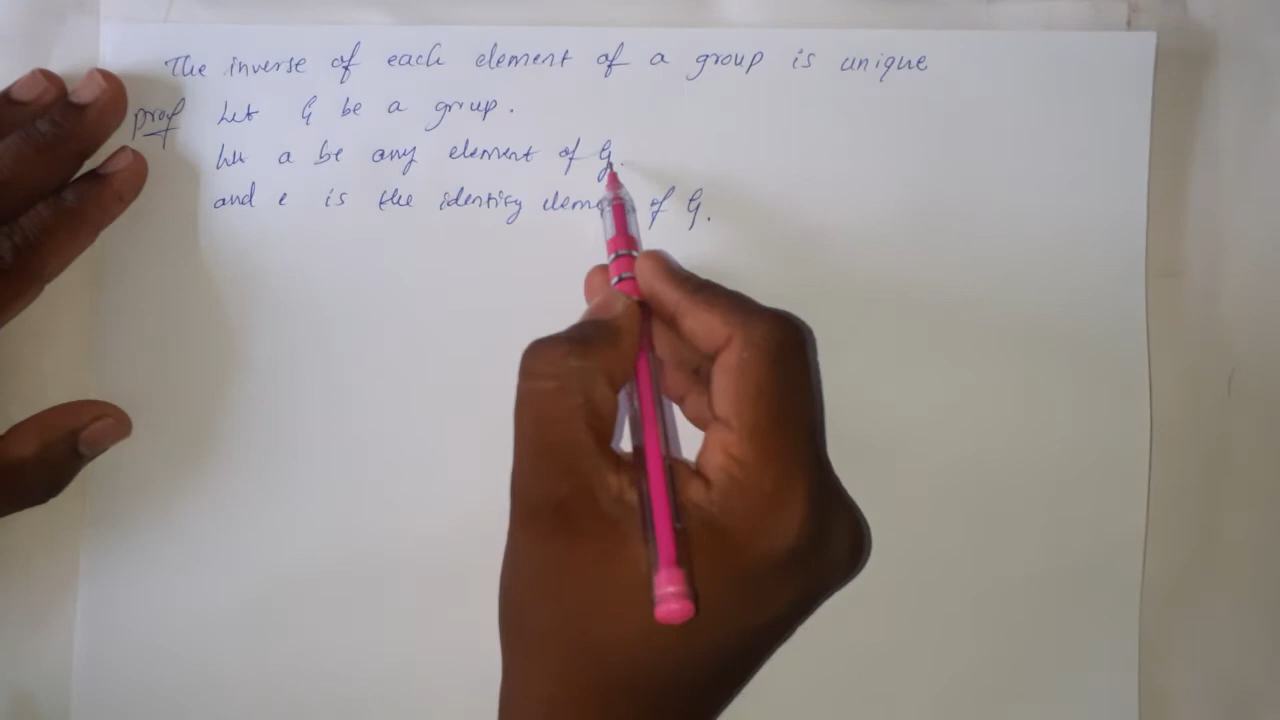 The inverse of each element of a group is unique
proof Let G be a group.
Let a be any element of G.
and e is the identity elem of G.